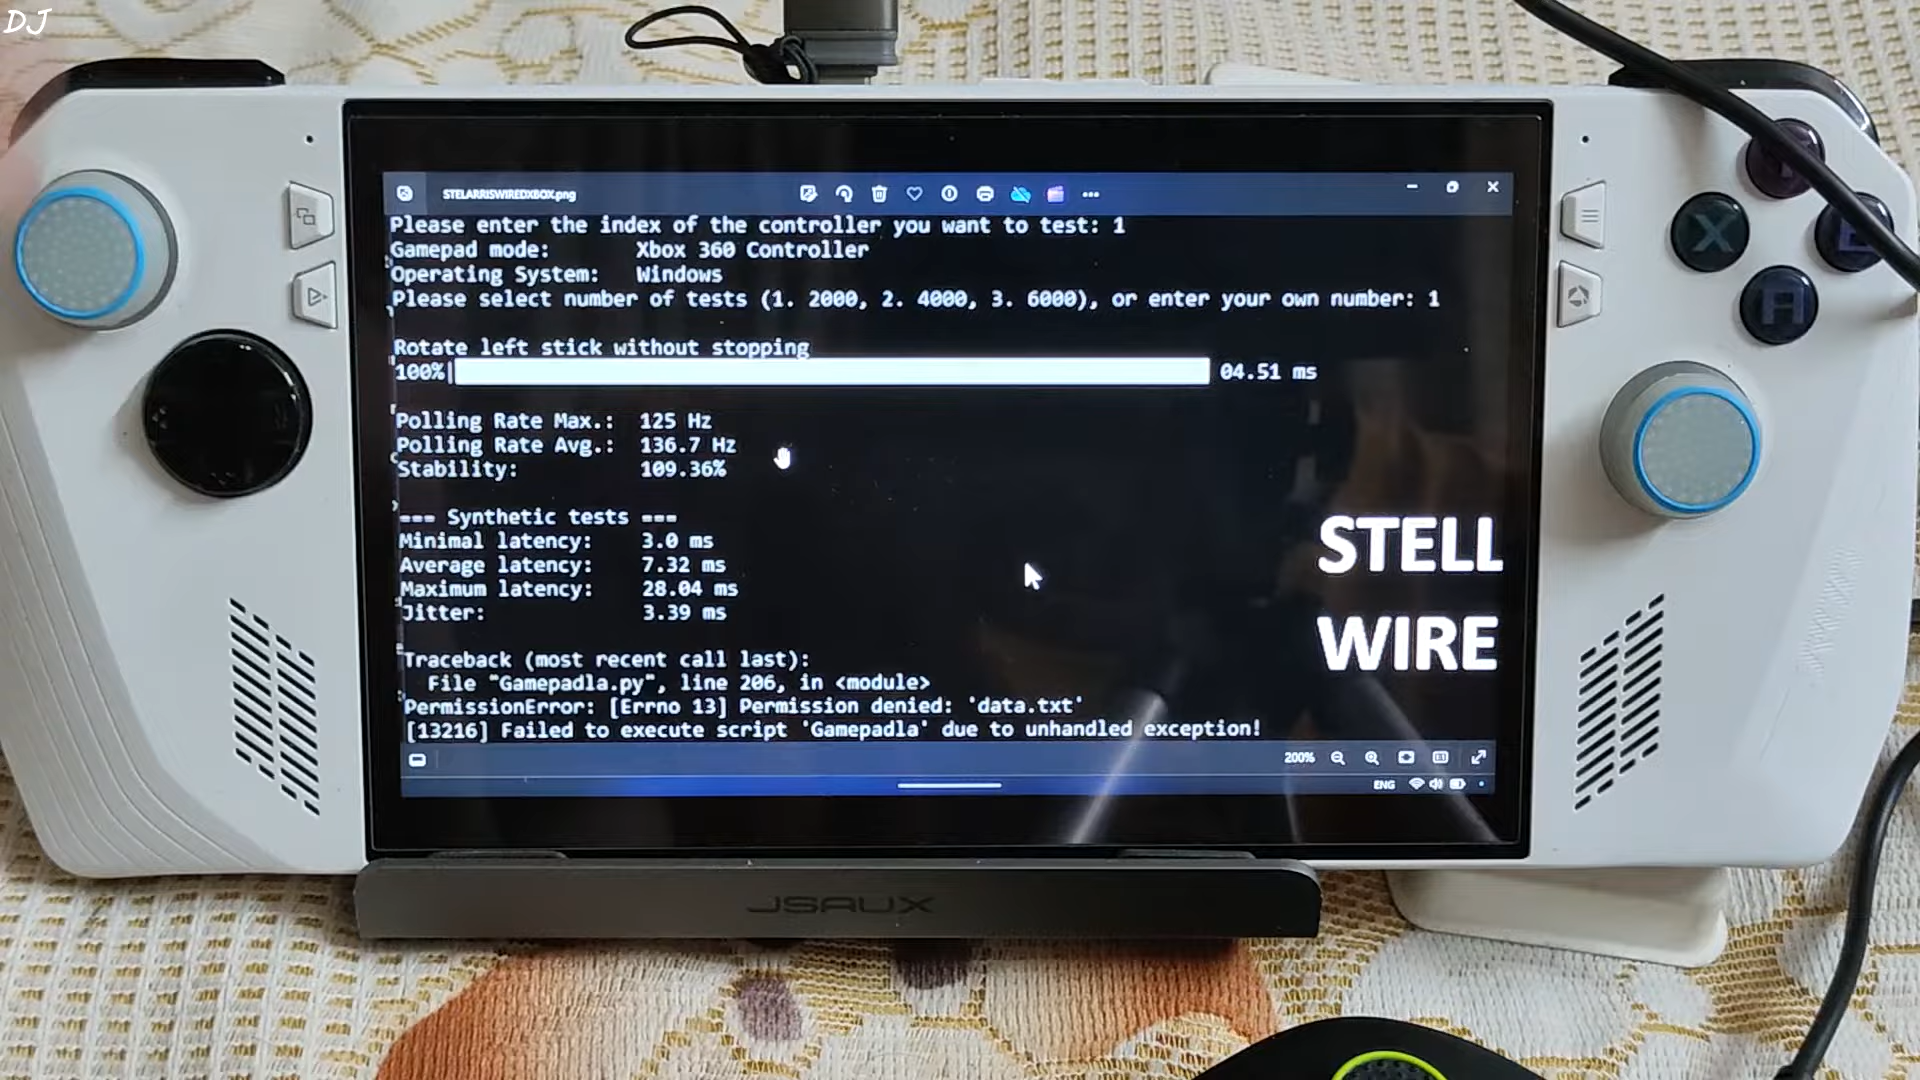 DJ
STELARRISWIREDXBOX.png
Please enter the index of the controller you want to test: 1
Gamepad mode: Xbox 360 Controller
Operating System: Windows
Please select number of tests (1. 2000, 2. 4000, 3. 6000), or enter your own number: 1
Rotate left stick without stopping
100%| 04.51 ms
Polling Rate Max.: 125 Hz
Polling Rate Avg.: 136.7 Hz
Stability: 109.36%
=== Synthetic tests ===
Minimal latency: 3.0 ms
Average latency: 7.32 ms
Maximum latency: 28.04 ms
Jitter: 3.39 ms
STELL
WIRE
Traceback (most recent call last):
File "Gamepadla.py", line 206, in <module>
PermissionError: [Errno 13] Permission denied: 'data.txt'
[13216] Failed to execute script 'Gamepadla' due to unhandled exception!
200%
ENG
X
A
JSAUX